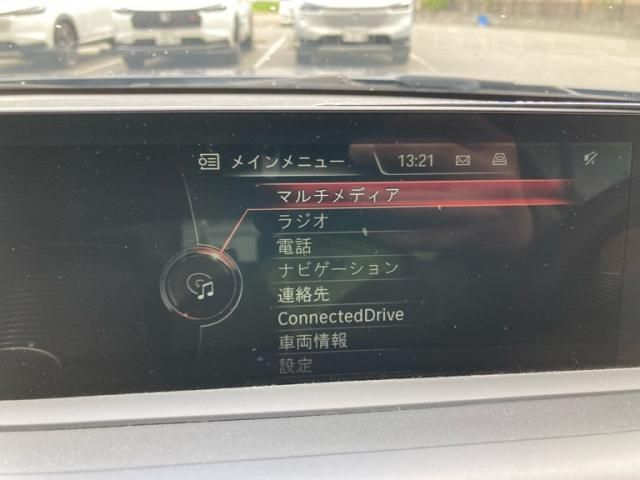 メインメニュー 13:21
マルチメディア
ラジオ
電話
ナビゲーション
連絡先
ConnectedDrive
車両情報
設定